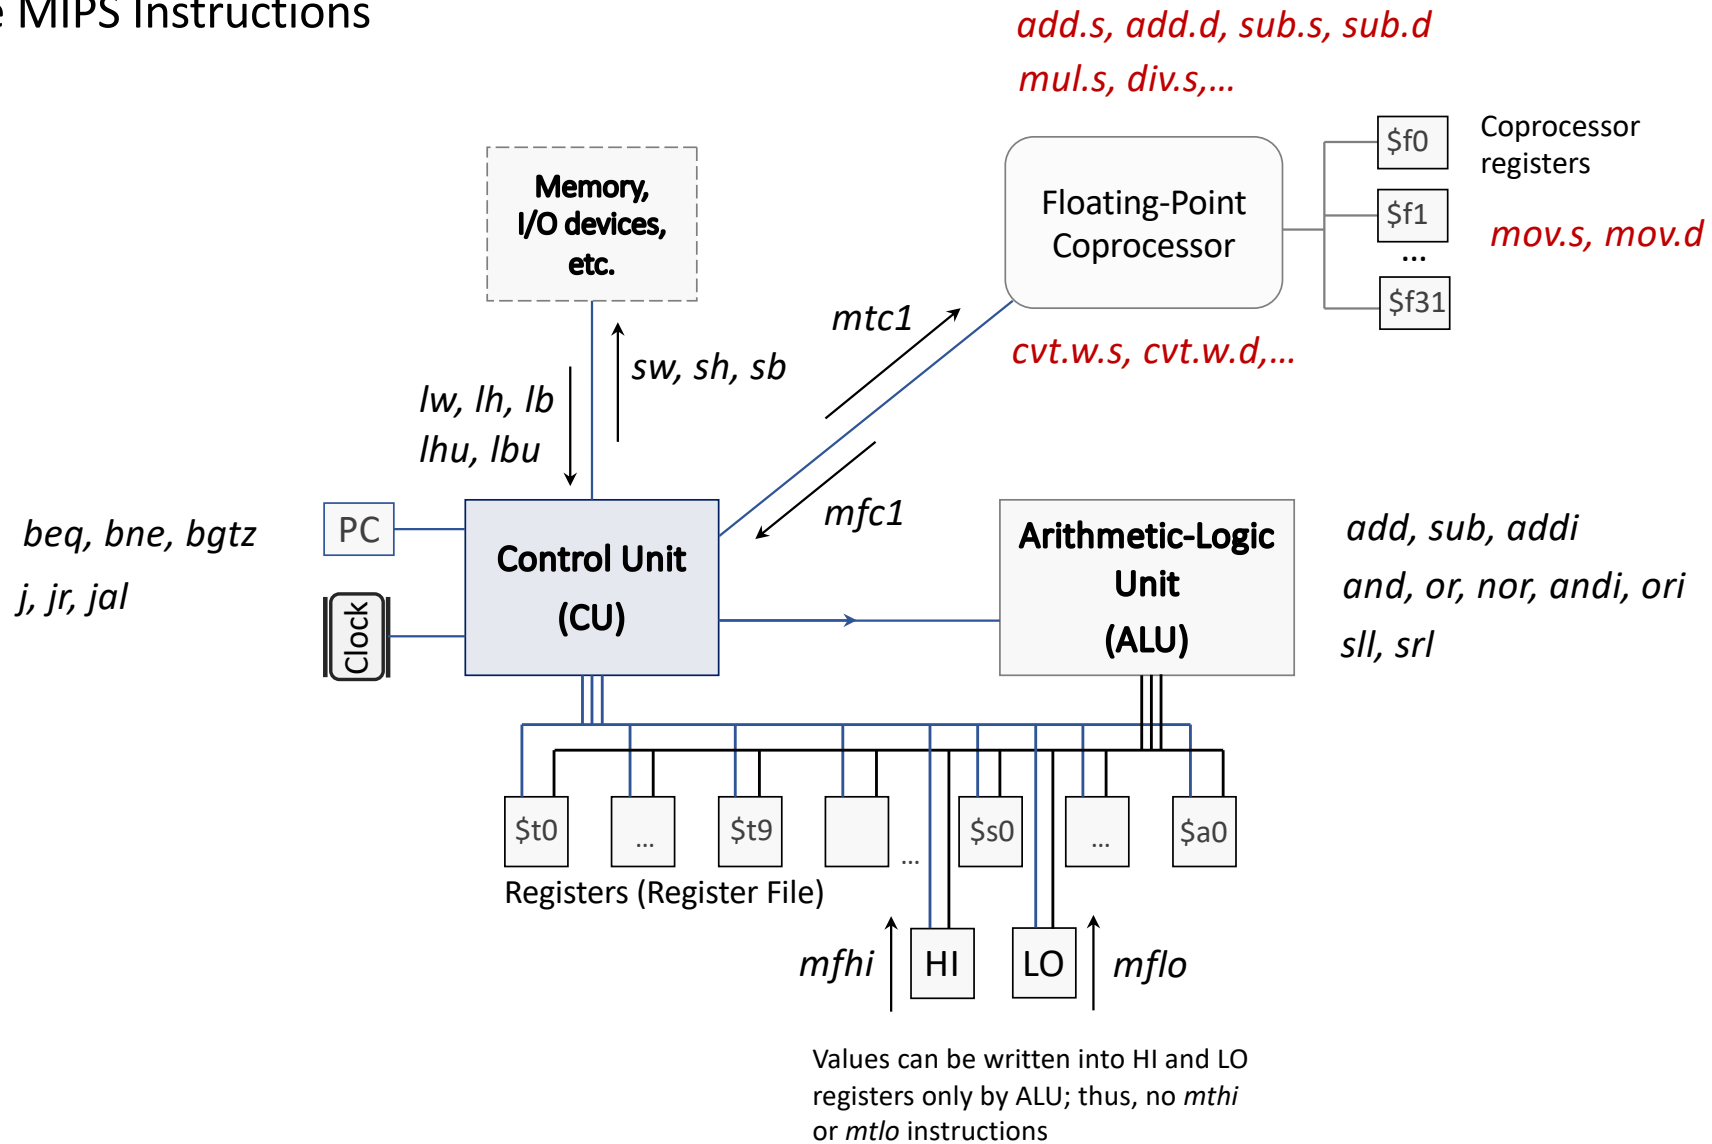 MIPS Instructions
add.s, add.d, sub.s, sub.d
mul.s, div.s,...
Memory,
I/O devices,
etc.
Floating-Point
Coprocessor
$f0
$f1
...
$f31
Coprocessor
registers
mov.s, mov.d
mtc1
cvt.w.s, cvt.w.d,...
sw, sh, sb
lw, lh, lb
lhu, lbu
mfc1
beq, bne, bgtz
j, jr, jal
PC
Clock
Control Unit
(CU)
Arithmetic-Logic
Unit
(ALU)
add, sub, addi
and, or, nor, andi, ori
sll, srl
$t0
...
$t9
...
$s0
...
$a0
Registers (Register File)
mfhi
HI
LO
mflo
Values can be written into HI and LO
registers only by ALU; thus, no mthi
or mtlo instructions